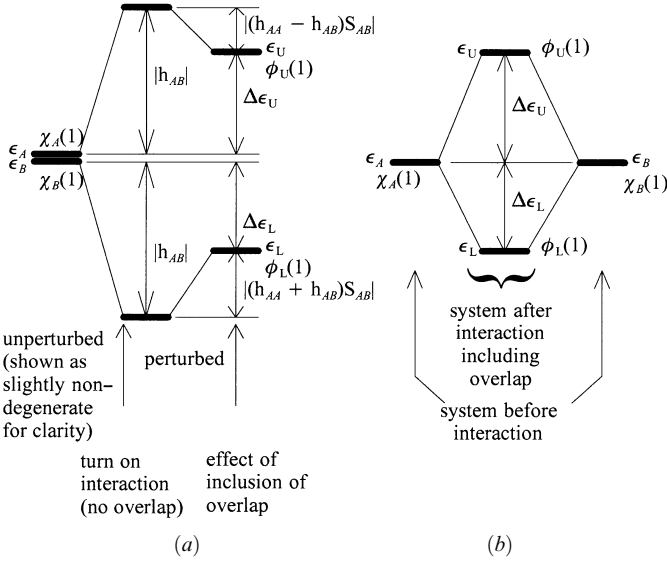 |(h_AA − h_AB)S_AB|
ϵ_U
ϕ_U(1)
|h_AB|
Δϵ_U
ϵ_A χ_A(1)
ϵ_B χ_B(1)
|h_AB|
Δϵ_L
ϵ_L
ϕ_L(1)
|(h_AA + h_AB)S_AB|
unperturbed
(shown as
slightly non-
degenerate
for clarity)
perturbed
turn on
interaction
(no overlap)
effect of
inclusion of
overlap
(a)
ϵ_U ϕ_U(1)
Δϵ_U
ϵ_A ϵ_B
χ_A(1) χ_B(1)
Δϵ_L
ϵ_L ϕ_L(1)
system after
interaction
including
overlap
system before
interaction
(b)